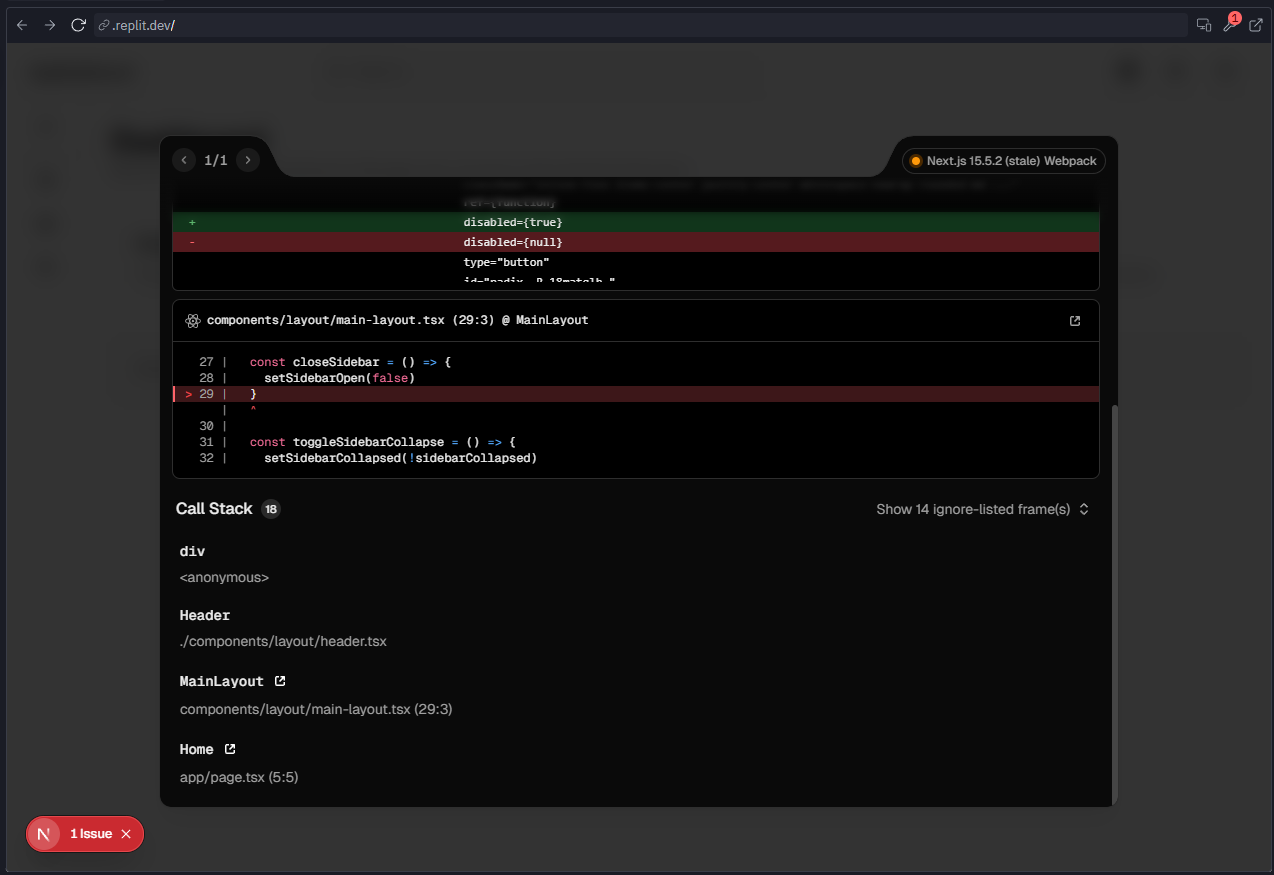 .replit.dev/
1
1/1
Next.js 15.5.2 (stale) Webpack
ref={function}
+ disabled={true}
- disabled={null}
type="button"
components/layout/main-layout.tsx (29:3) @ MainLayout
27 | const closeSidebar = () => {
28 | setSidebarOpen(false)
> 29 | }
| ^
30 |
31 | const toggleSidebarCollapse = () => {
32 | setSidebarCollapsed(!sidebarCollapsed)
Call Stack 18
Show 14 ignore-listed frame(s)
div
<anonymous>
Header
./components/layout/header.tsx
MainLayout
components/layout/main-layout.tsx (29:3)
Home
app/page.tsx (5:5)
N 1 Issue